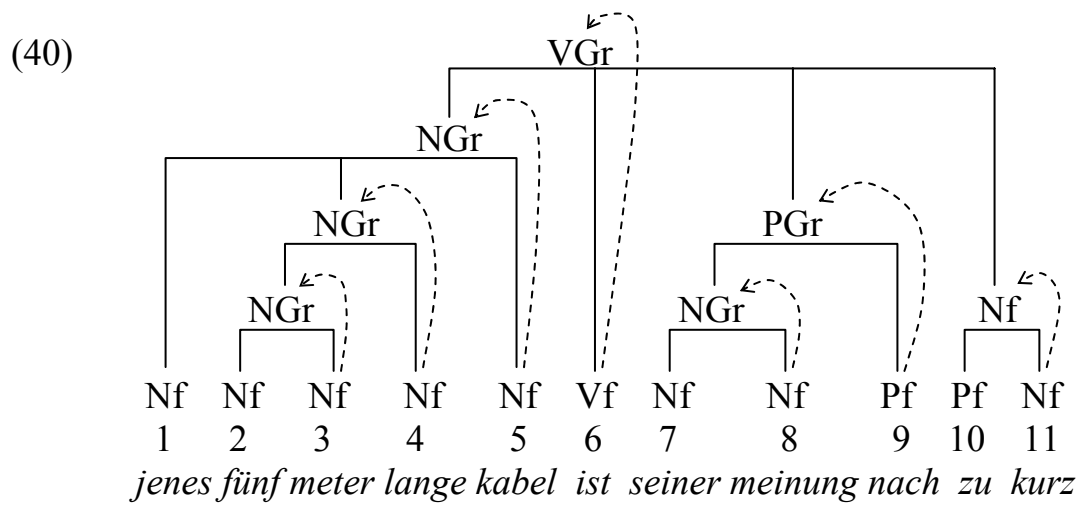 (40)
VGr
NGr
NGr PGr
NGr NGr Nf
Nf Nf Nf Nf Nf Vf Nf Nf Pf Pf Nf
1 2 3 4 5 6 7 8 9 10 11
jenes fünf meter lange kabel ist seiner meinung nach zu kurz